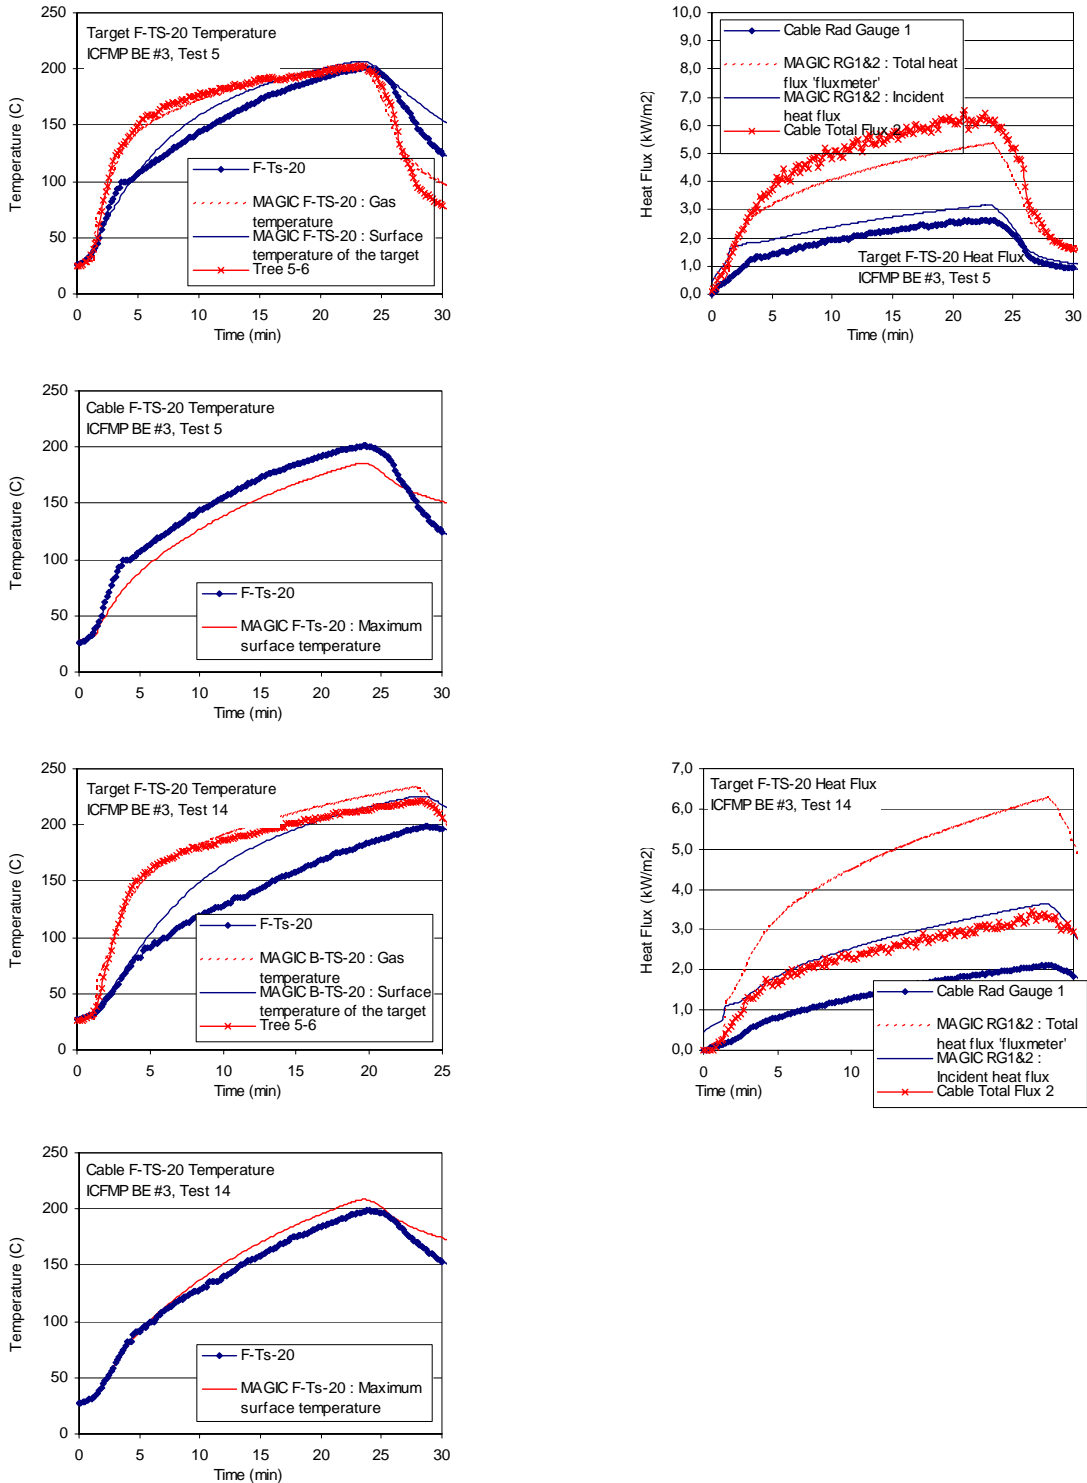 Target F-TS-20 Temperature
ICFMP BE #3, Test 5
Temperature (C)
250
200
150
100
50
0
F-Ts-20
MAGIC F-TS-20 : Gas
temperature
MAGIC F-TS-20 : Surface
temperature of the target
Tree 5-6
0 5 10 15 20 25 30
Time (min)
Heat Flux (kW/m2)
10,0
9,0
8,0
7,0
6,0
5,0
4,0
3,0
2,0
1,0
0,0
Cable Rad Gauge 1
MAGIC RG1&2 : Total heat
flux 'fluxmeter'
MAGIC RG1&2 : Incident
heat flux
Cable Total Flux 2
Target F-TS-20 Heat Flux
ICFMP BE #3, Test 5
0 5 10 15 20 25 30
Time (min)
Cable F-TS-20 Temperature
ICFMP BE #3, Test 5
Temperature (C)
250
200
150
100
50
0
F-Ts-20
MAGIC F-Ts-20 : Maximum
surface temperature
0 5 10 15 20 25 30
Time (min)
Target F-TS-20 Temperature
ICFMP BE #3, Test 14
Temperature (C)
250
200
150
100
50
0
F-Ts-20
MAGIC B-TS-20 : Gas
temperature
MAGIC B-TS-20 : Surface
temperature of the target
Tree 5-6
0 5 10 15 20 25
Time (min)
Target F-TS-20 Heat Flux
ICFMP BE #3, Test 14
Heat Flux (kW/m2)
7,0
6,0
5,0
4,0
3,0
2,0
1,0
0,0
Cable Rad Gauge 1
MAGIC RG1&2 : Total
heat flux 'fluxmeter'
MAGIC RG1&2 :
Incident heat flux
Cable Total Flux 2
0 5 10
Time (min)
Cable F-TS-20 Temperature
ICFMP BE #3, Test 14
Temperature (C)
250
200
150
100
50
0
F-Ts-20
MAGIC F-Ts-20 : Maximum
surface temperature
0 5 10 15 20 25 30
Time (min)